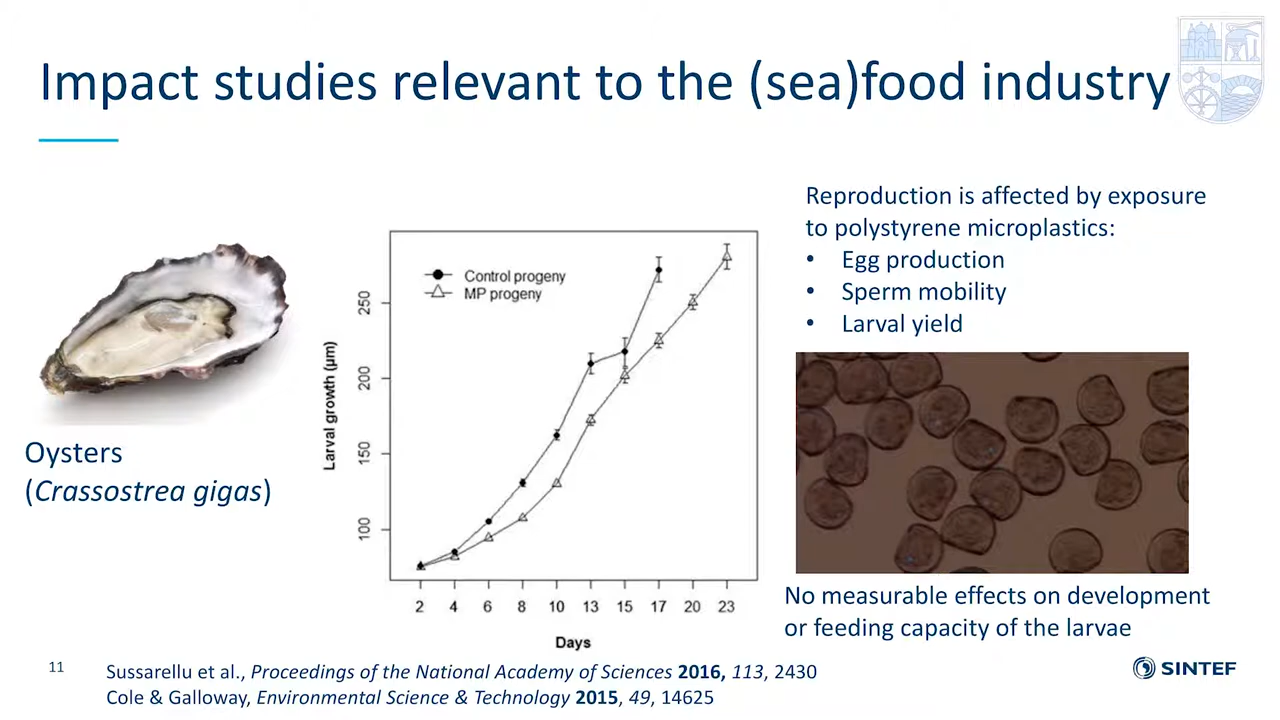 Impact studies relevant to the (sea)food industry
Reproduction is affected by exposure
to polystyrene microplastics:
• Egg production
• Sperm mobility
• Larval yield
Oysters
(Crassostrea gigas)
Control progeny
MP progeny
Larval growth (µm)
250
200
150
100
2 4 6 8 10 13 15 17 20 23
Days
No measurable effects on development
or feeding capacity of the larvae
11
Sussarellu et al., Proceedings of the National Academy of Sciences 2016, 113, 2430
Cole & Galloway, Environmental Science & Technology 2015, 49, 14625
SINTEF